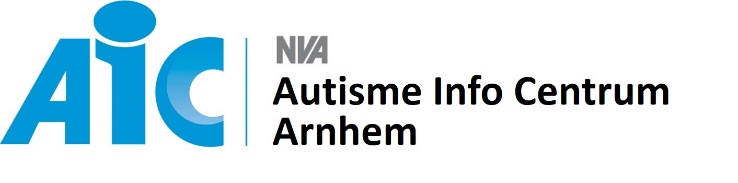 AiC
NVA
Autisme Info Centrum
Arnhem